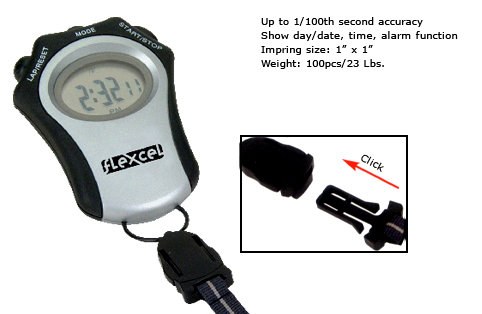 Up to 1/100th second accuracy
Show day/date, time, alarm function
Impring size: 1” x 1”
Weight: 100pcs/23 Lbs.
LAP/RESET
MODE
START/STOP
2:32
PM
flexcel
Click